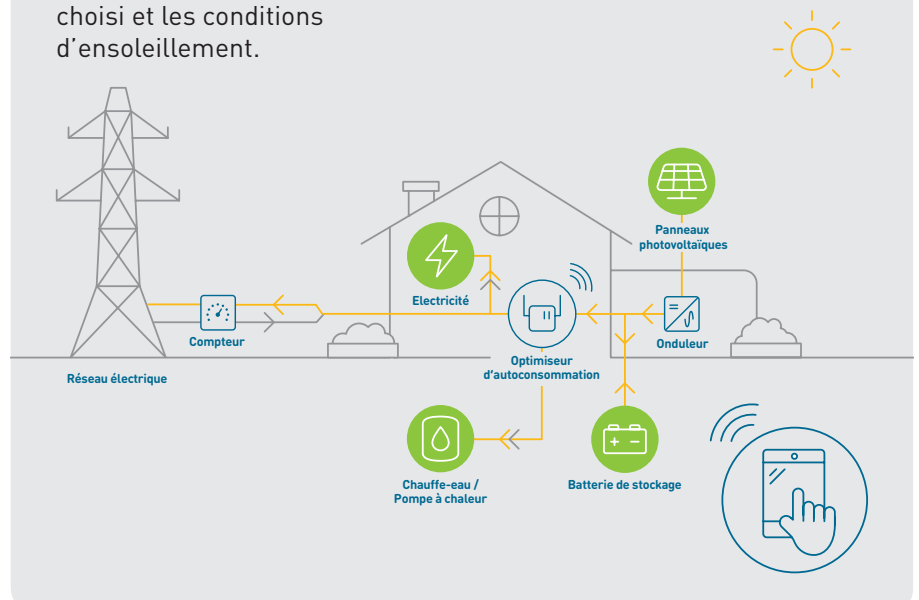 choisi et les conditions
d’ensoleillement.
Panneaux
photovoltaïques
Electricité
Compteur
Onduleur
Optimiseur
d’autoconsommation
Réseau électrique
Chauffe-eau /
Pompe à chaleur
Batterie de stockage